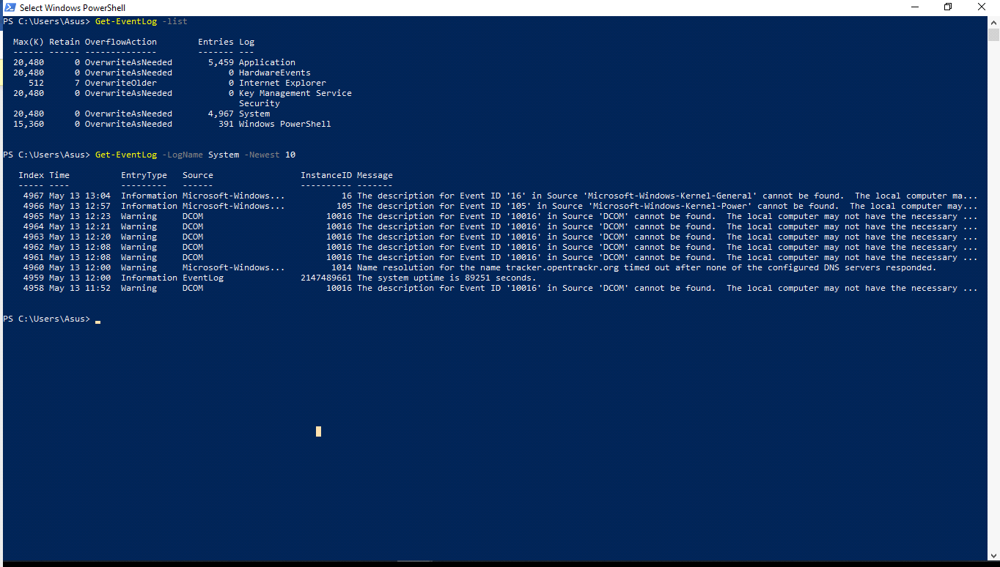 Select Windows PowerShell
PS C:\Users\Asus> Get-EventLog -list
Max(K) Retain OverflowAction Entries Log
------ ------ -------------- ------- ---
20,480 0 OverwriteAsNeeded 5,459 Application
20,480 0 OverwriteAsNeeded 0 HardwareEvents
512 7 OverwriteOlder 0 Internet Explorer
20,480 0 OverwriteAsNeeded 0 Key Management Service
Security
20,480 0 OverwriteAsNeeded 4,967 System
15,360 0 OverwriteAsNeeded 391 Windows PowerShell
PS C:\Users\Asus> Get-EventLog -LogName System -Newest 10
Index Time EntryType Source InstanceID Message
----- ---- --------- ------ ---------- -------
4967 May 13 13:04 Information Microsoft-Windows... 16 The description for Event ID '16' in Source 'Microsoft-Windows-Kernel-General' cannot be found. The local computer ma...
4966 May 13 12:57 Information Microsoft-Windows... 105 The description for Event ID '105' in Source 'Microsoft-Windows-Kernel-Power' cannot be found. The local computer may...
4965 May 13 12:23 Warning DCOM 10016 The description for Event ID '10016' in Source 'DCOM' cannot be found. The local computer may not have the necessary ...
4964 May 13 12:21 Warning DCOM 10016 The description for Event ID '10016' in Source 'DCOM' cannot be found. The local computer may not have the necessary ...
4963 May 13 12:20 Warning DCOM 10016 The description for Event ID '10016' in Source 'DCOM' cannot be found. The local computer may not have the necessary ...
4962 May 13 12:08 Warning DCOM 10016 The description for Event ID '10016' in Source 'DCOM' cannot be found. The local computer may not have the necessary ...
4961 May 13 12:08 Warning DCOM 10016 The description for Event ID '10016' in Source 'DCOM' cannot be found. The local computer may not have the necessary ...
4960 May 13 12:00 Warning Microsoft-Windows... 1014 Name resolution for the name tracker.opentrackr.org timed out after none of the configured DNS servers responded.
4959 May 13 12:00 Information EventLog 2147489661 The system uptime is 89251 seconds.
4958 May 13 11:52 Warning DCOM 10016 The description for Event ID '10016' in Source 'DCOM' cannot be found. The local computer may not have the necessary ...
PS C:\Users\Asus>